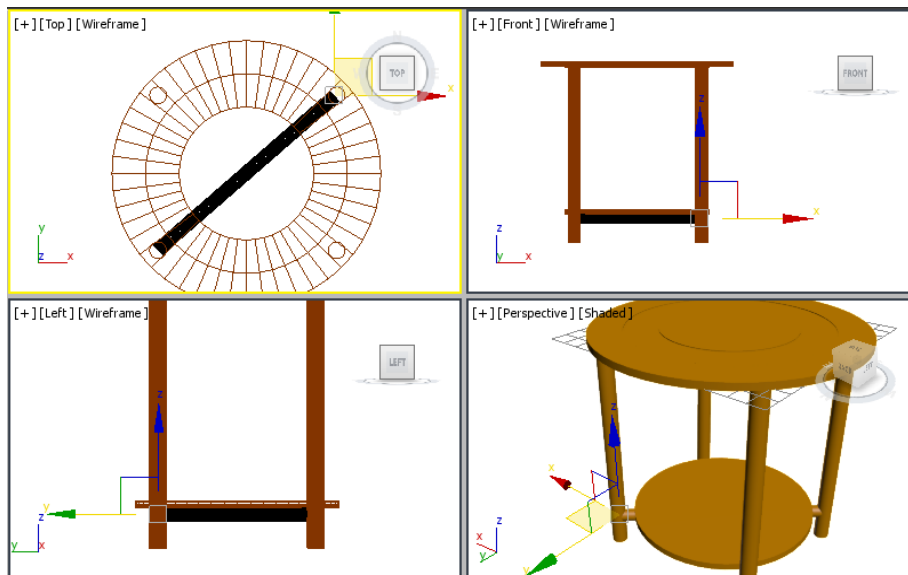 [+] [Top] [Wireframe]
TOP
x
y
z x
[+] [Front] [Wireframe]
FRONT
z
x
z
y x
[+] [Left] [Wireframe]
LEFT
z
y
z
y x
[+] [Perspective] [Shaded]
z
x
y
z
x
y